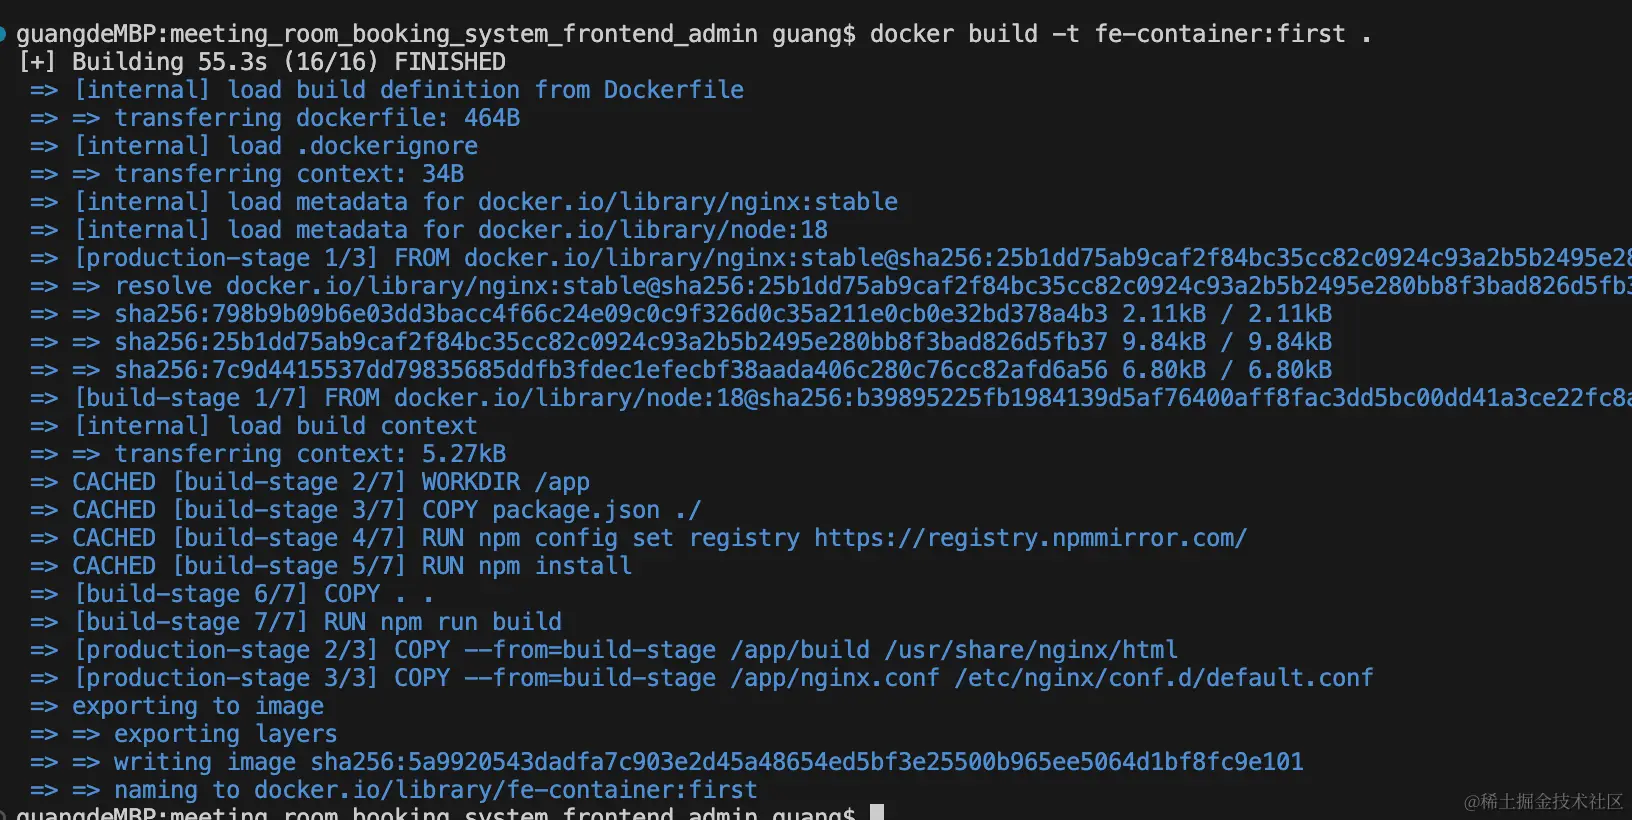 guangdeMBP:meeting_room_booking_system_frontend_admin guang$ docker build -t fe-container:first .
[+] Building 55.3s (16/16) FINISHED
=> [internal] load build definition from Dockerfile
=> => transferring dockerfile: 464B
=> [internal] load .dockerignore
=> => transferring context: 34B
=> [internal] load metadata for docker.io/library/nginx:stable
=> [internal] load metadata for docker.io/library/node:18
=> [production-stage 1/3] FROM docker.io/library/nginx:stable@sha256:25b1dd75ab9caf2f84bc35cc82c0924c93a2b5b2495e28
=> => resolve docker.io/library/nginx:stable@sha256:25b1dd75ab9caf2f84bc35cc82c0924c93a2b5b2495e280bb8f3bad826d5fb3
=> => sha256:798b9b09b6e03dd3bacc4f66c24e09c0c9f326d0c35a211e0cb0e32bd378a4b3 2.11kB / 2.11kB
=> => sha256:25b1dd75ab9caf2f84bc35cc82c0924c93a2b5b2495e280bb8f3bad826d5fb37 9.84kB / 9.84kB
=> => sha256:7c9d4415537dd79835685ddfb3fdec1efecbf38aada406c280c76cc82afd6a56 6.80kB / 6.80kB
=> [build-stage 1/7] FROM docker.io/library/node:18@sha256:b39895225fb1984139d5af76400aff8fac3dd5bc00dd41a3ce22fc8a
=> [internal] load build context
=> => transferring context: 5.27kB
=> CACHED [build-stage 2/7] WORKDIR /app
=> CACHED [build-stage 3/7] COPY package.json ./
=> CACHED [build-stage 4/7] RUN npm config set registry https://registry.npmmirror.com/
=> CACHED [build-stage 5/7] RUN npm install
=> [build-stage 6/7] COPY . .
=> [build-stage 7/7] RUN npm run build
=> [production-stage 2/3] COPY --from=build-stage /app/build /usr/share/nginx/html
=> [production-stage 3/3] COPY --from=build-stage /app/nginx.conf /etc/nginx/conf.d/default.conf
=> exporting to image
=> => exporting layers
=> => writing image sha256:5a9920543dadfa7c903e2d45a48654ed5bf3e25500b965ee5064d1bf8fc9e101
=> => naming to docker.io/library/fe-container:first
guangdeMBP:meeting_room_booking_system_frontend_admin guang$
@稀土掘金技术社区